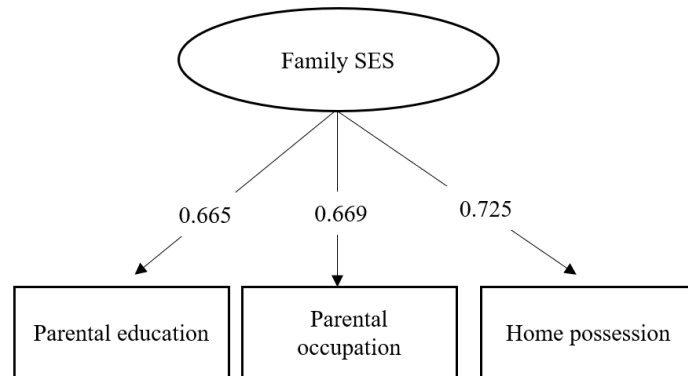 Family SES
0.665
0.669
0.725
Parental education
Parental
occupation
Home possession